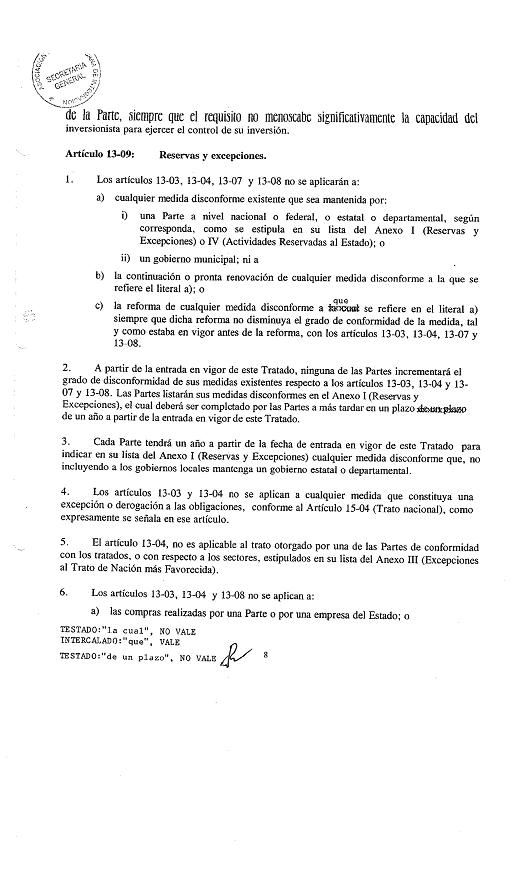 ASOCIACION
SECRETARIA
GENERAL
de la Parte, siempre que el requisito no menoscabe significativamente la capacidad del
inversionista para ejercer el control de su inversión.
Artículo 13-09: Reservas y excepciones.
1. Los artículos 13-03, 13-04, 13-07 y 13-08 no se aplicarán a:
a) cualquier medida disconforme existente que sea mantenida por:
i) una Parte a nivel nacional o federal, o estatal o departamental, según
corresponda, como se estipula en su lista del Anexo I (Reservas y
Excepciones) o IV (Actividades Reservadas al Estado); o
ii) un gobierno municipal; ni a
b) la continuación o pronta renovación de cualquier medida disconforme a la que se
refiere el literal a); o
que
c) la reforma de cualquier medida disconforme a la cual se refiere en el literal a)
siempre que dicha reforma no disminuya el grado de conformidad de la medida, tal
y como estaba en vigor antes de la reforma, con los artículos 13-03, 13-04, 13-07 y
13-08.
2. A partir de la entrada en vigor de este Tratado, ninguna de las Partes incrementará el
grado de disconformidad de sus medidas existentes respecto a los artículos 13-03, 13-04 y 13-
07 y 13-08. Las Partes listarán sus medidas disconformes en el Anexo I (Reservas y
Excepciones), el cual deberá ser completado por las Partes a más tardar en un plazo de un plazo
de un año a partir de la entrada en vigor de este Tratado.
3. Cada Parte tendrá un año a partir de la fecha de entrada en vigor de este Tratado para
indicar en su lista del Anexo I (Reservas y Excepciones) cualquier medida disconforme que, no
incluyendo a los gobiernos locales mantenga un gobierno estatal o departamental.
4. Los artículos 13-03 y 13-04 no se aplican a cualquier medida que constituya una
excepción o derogación a las obligaciones, conforme al Artículo 15-04 (Trato nacional), como
expresamente se señala en ese artículo.
5. El artículo 13-04, no es aplicable al trato otorgado por una de las Partes de conformidad
con los tratados, o con respecto a los sectores, estipulados en su lista del Anexo III (Excepciones
al Trato de Nación más Favorecida).
6. Los artículos 13-03, 13-04 y 13-08 no se aplican a:
a) las compras realizadas por una Parte o por una empresa del Estado; o
TESTADO:"la cual", NO VALE
INTERCALADO:"que", VALE
TESTADO:"de un plazo", NO VALE
8